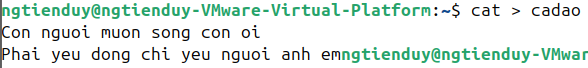 ngtienduy@ngtienduy-VMware-Virtual-Platform:~$ cat > cadao
Con nguoi muon song con oi
Phai yeu dong chi yeu nguoi anh emngtienduy@ngtienduy-VMwar